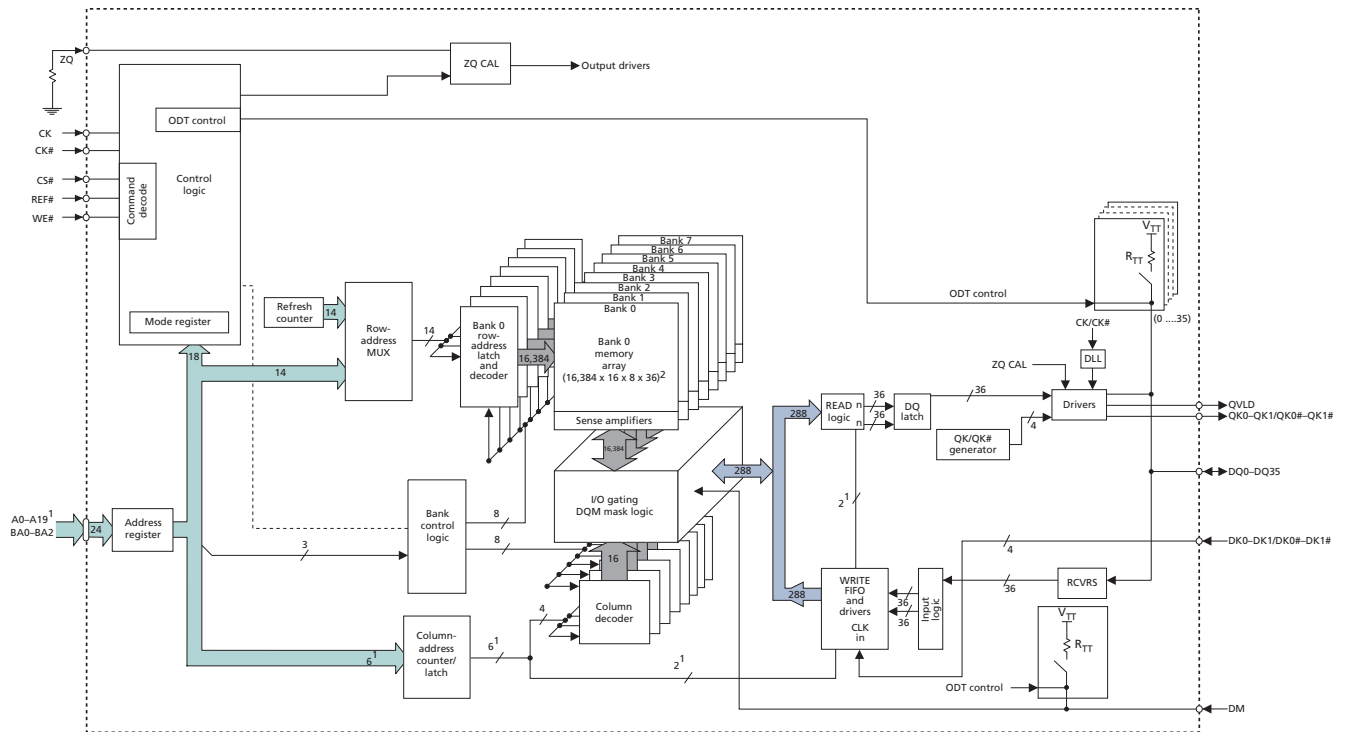 ZQ
ZQ CAL
Output drivers
ODT control
CK
CK#
Control
logic
CS#
REF#
WE#
Command
decode
Mode register
18
14
Refresh
counter
14
Row-
address
MUX
14
Bank 0
row-
address
latch
and
decoder
16,384
Bank 7
Bank 6
Bank 5
Bank 4
Bank 3
Bank 2
Bank 1
Bank 0
Bank 0
memory
array
(16,384 x 16 x 8 x 36)2
Sense amplifiers
16,384
I/O gating
DQM mask logic
16
Column
decoder
4
288
288
288
READ
logic
n
n
36
36
DQ
latch
36
ZQ CAL
CK/CK#
DLL
Drivers
QK/QK#
generator
4
ODT control
VTT
RTT
(0 ....35)
QVLD
QK0–QK1/QK0#–QK1#
DQ0–DQ35
DK0–DK1/DK0#–DK1#
4
21
WRITE
FIFO
and
drivers
CLK
in
36
36
Input
logic
36
RCVRS
VTT
RTT
ODT control
DM
A0–A191
BA0–BA2
24
Address
register
3
Bank
control
logic
8
8
61
Column-
address
counter/
latch
61
21